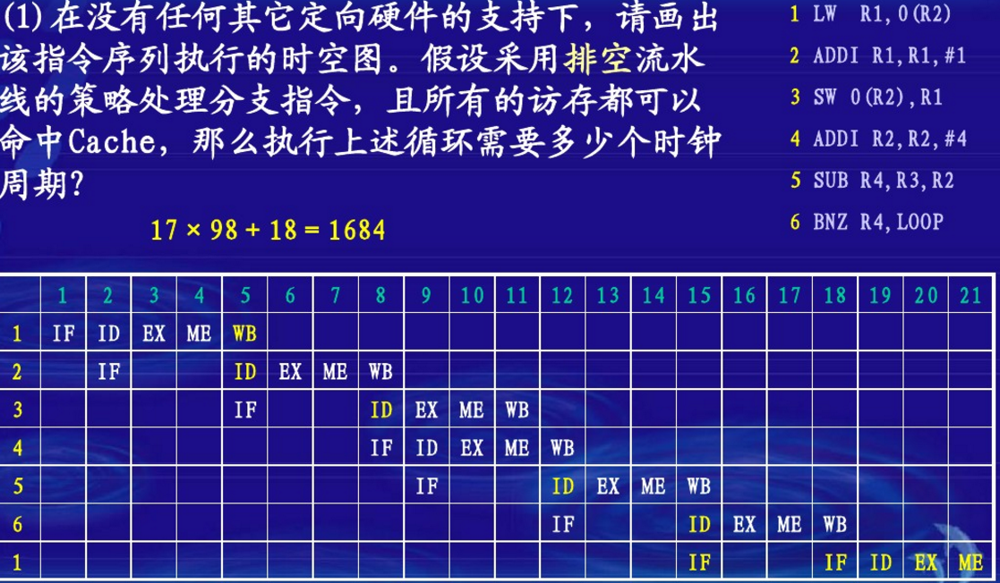 (1)在没有任何其它定向硬件的支持下，请画出
该指令序列执行的时空图。假设采用排空流水
线的策略处理分支指令，且所有的访存都可以
命中Cache，那么执行上述循环需要多少个时钟
周期?
17 × 98 + 18 = 1684
1 LW R1, 0(R2)
2 ADDI R1, R1, #1
3 SW 0(R2), R1
4 ADDI R2, R2, #4
5 SUB R4, R3, R2
6 BNZ R4, LOOP
1 2 3 4 5 6 7 8 9 10 11 12 13 14 15 16 17 18 19 20 21
1 IF ID EX ME WB
2 IF ID EX ME WB
3 IF ID EX ME WB
4 IF ID EX ME WB
5 IF ID EX ME WB
6 IF ID EX ME WB
1 IF IF ID EX ME